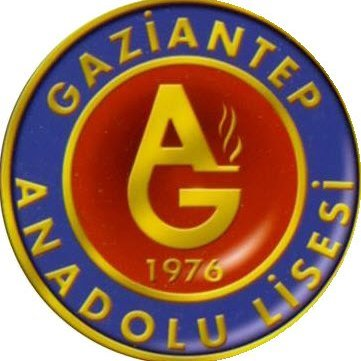 GAZİANTEP
AG
1976
ANADOLU LİSESİ